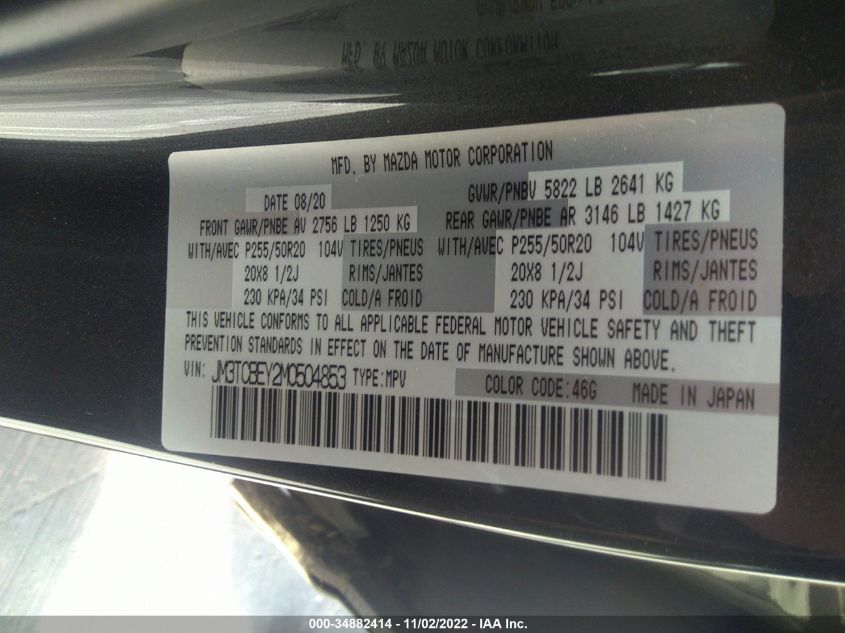 MFD. BY MAZDA MOTOR CORPORATION
DATE 08/20 GVWR/PNBV 5822 LB 2641 KG
FRONT GAWR/PNBE AV 2756 LB 1250 KG REAR GAWR/PNBE AR 3146 LB 1427 KG
WITH/AVEC P255/50R20 104V TIRES/PNEUS WITH/AVEC P255/50R20 104V TIRES/PNEUS
20X8 1/2J RIMS/JANTES 20X8 1/2J RIMS/JANTES
230 KPA/34 PSI COLD/A FROID 230 KPA/34 PSI COLD/A FROID
THIS VEHICLE CONFORMS TO ALL APPLICABLE FEDERAL MOTOR VEHICLE SAFETY AND THEFT
PREVENTION STANDARDS IN EFFECT ON THE DATE OF MANUFACTURE SHOWN ABOVE.
VIN: JM3TCBEY2M0504853 TYPE:MPV COLOR CODE:46G MADE IN JAPAN
000-34882414 - 11/02/2022 - IAA Inc.